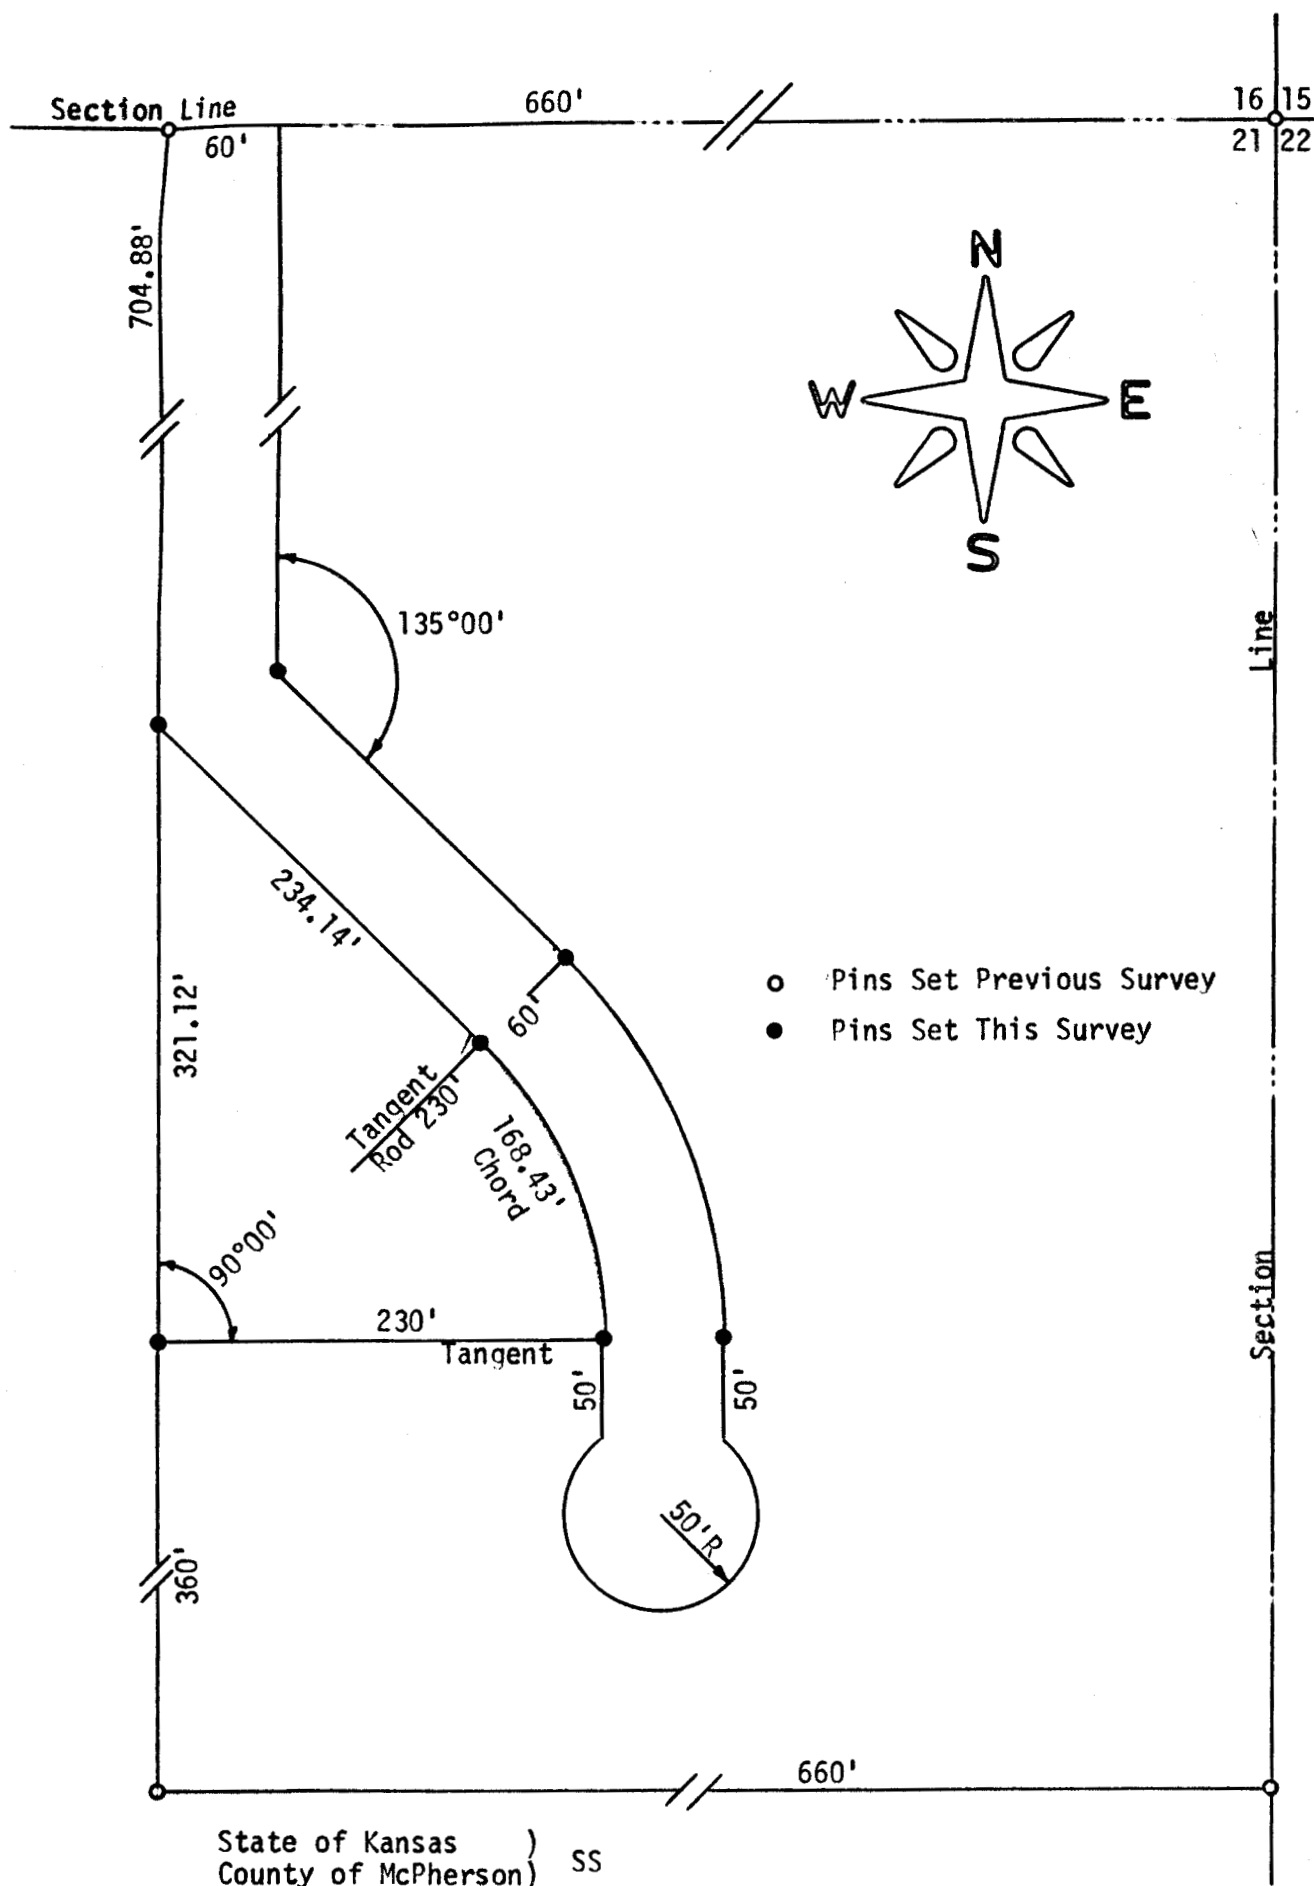 Section Line
660'
16 15
21 22
60'
704.88'
N
W
E
S
135°00'
Line
234.14'
321.12'
60'
Pins Set Previous Survey
Pins Set This Survey
Tangent
Rod 230'
168.43'
Chord
90°00'
230'
Tangent
50'
50'
Section
50'R
360'
660'
State of Kansas )
County of McPherson) SS